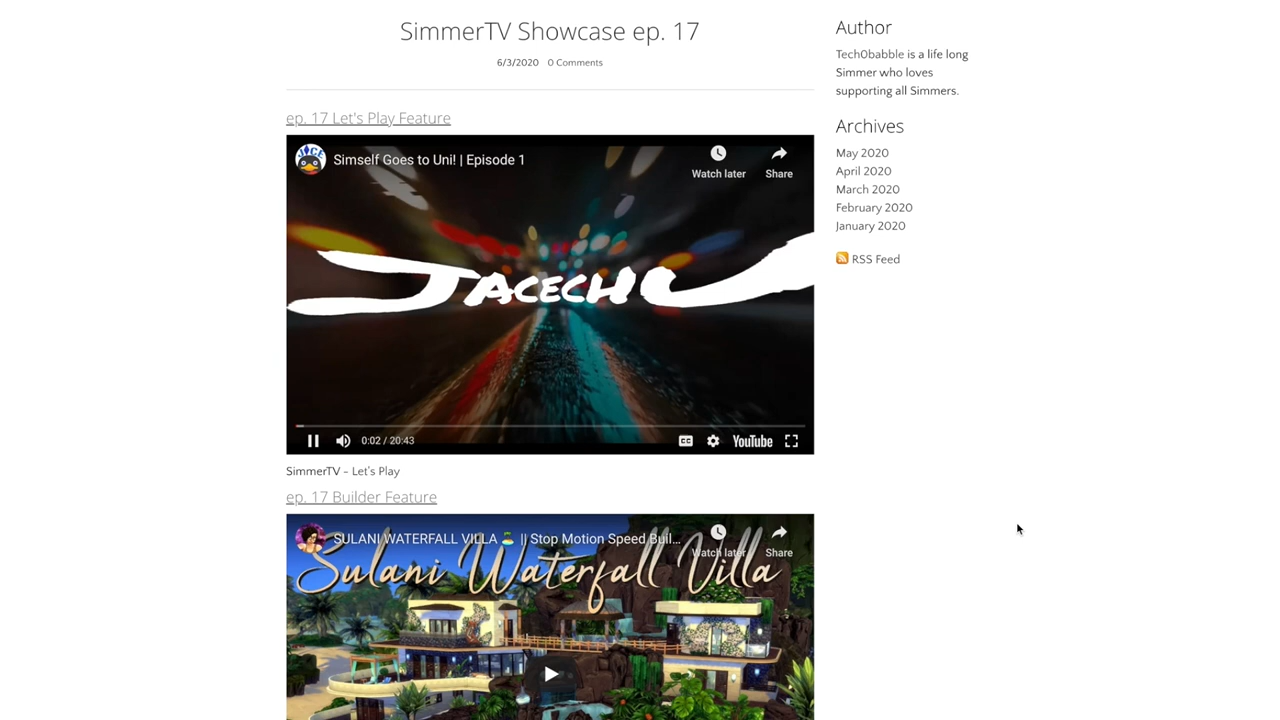 SimmerTV Showcase ep. 17
6/3/2020 0 Comments
ep. 17 Let's Play Feature
Simself Goes to Uni! | Episode 1
Watch later
Share
JACECHO
0:02 / 20:43
CC
YouTube
SimmerTV - Let's Play
ep. 17 Builder Feature
SULANI WATERFALL VILLA 🏝 || Stop Motion Speed Buil...
Watch later
Share
Sulani Waterfall Villa
Author
Tech0babble is a life long
Simmer who loves
supporting all Simmers.
Archives
May 2020
April 2020
March 2020
February 2020
January 2020
RSS Feed